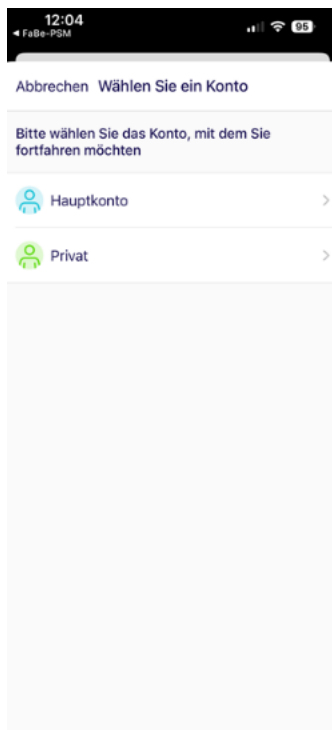 12:04
◀ FaBe-PSM
95
Abbrechen Wählen Sie ein Konto
Bitte wählen Sie das Konto, mit dem Sie
fortfahren möchten
Hauptkonto
Privat